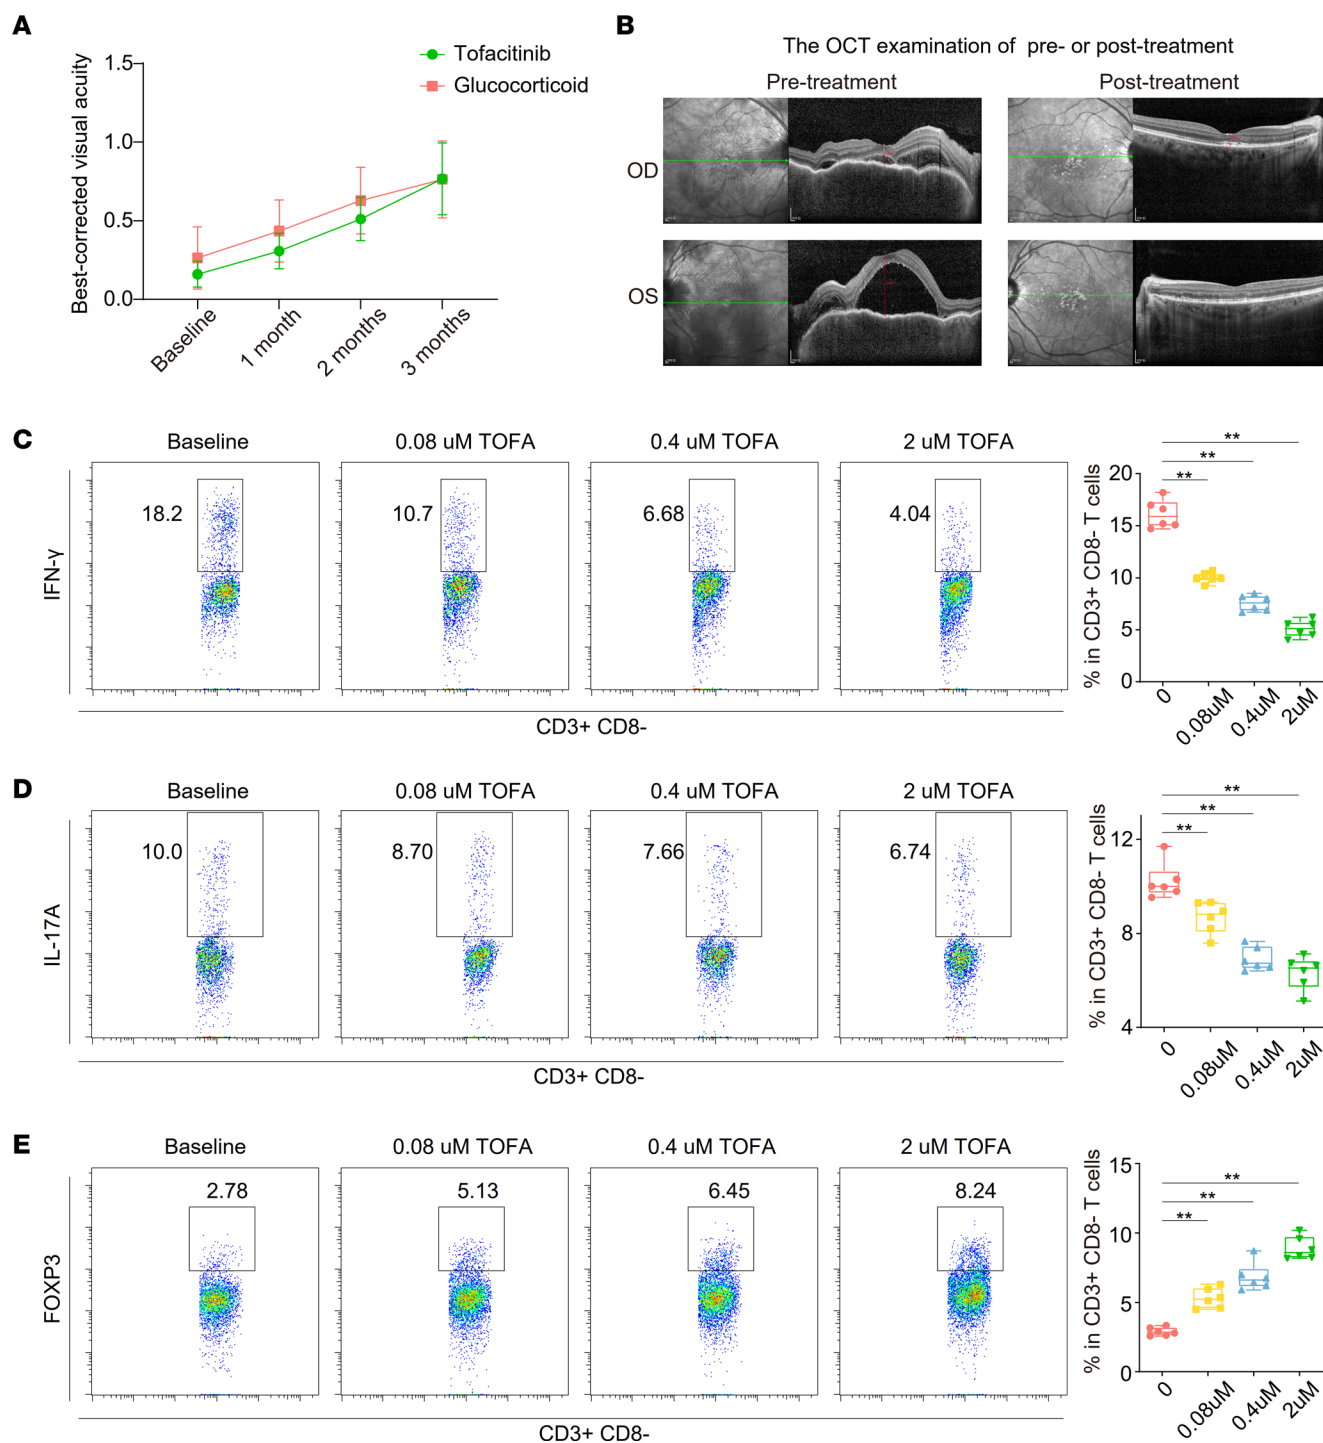 A
Tofacitinib
Glucocorticoid
Best-corrected visual acuity
1.5
1.0
0.5
0.0
Baseline
1 month
2 months
3 months
B
The OCT examination of pre- or post-treatment
Pre-treatment
Post-treatment
OD
OS
C
Baseline
0.08 uM TOFA
0.4 uM TOFA
2 uM TOFA
IFN-γ
18.2
10.7
6.68
4.04
CD3+ CD8-
% in CD3+ CD8- T cells
20
15
10
5
0
**
**
**
0
0.08uM
0.4uM
2uM
D
Baseline
0.08 uM TOFA
0.4 uM TOFA
2 uM TOFA
IL-17A
10.0
8.70
7.66
6.74
CD3+ CD8-
% in CD3+ CD8- T cells
12
8
4
**
**
**
0
0.08uM
0.4uM
2uM
E
Baseline
0.08 uM TOFA
0.4 uM TOFA
2 uM TOFA
FOXP3
2.78
5.13
6.45
8.24
CD3+ CD8-
% in CD3+ CD8- T cells
15
10
5
0
**
**
**
0
0.08uM
0.4uM
2uM